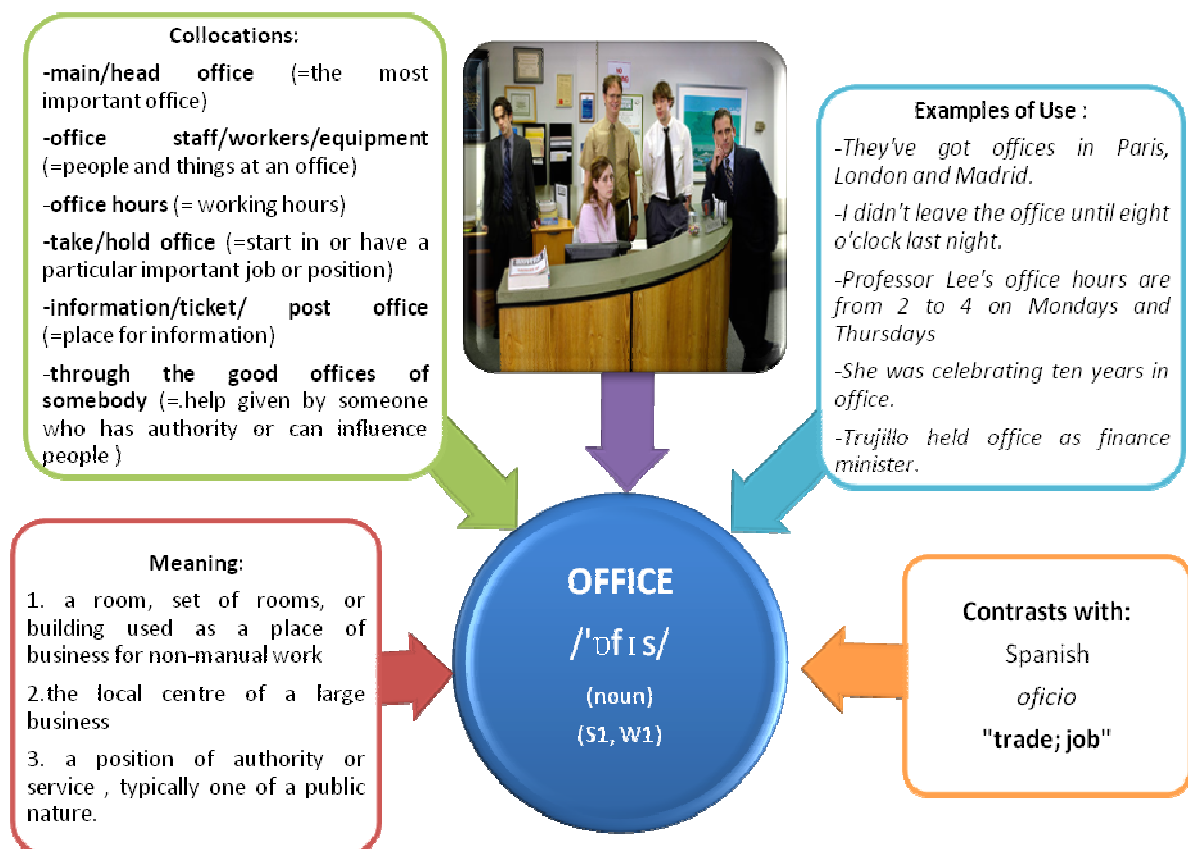 Collocations:
-main/head office (=the most
important office)
-office staff/workers/equipment
(=people and things at an office)
-office hours (= working hours)
-take/hold office (=start in or have a
particular important job or position)
-information/ticket/ post office
(=place for information)
-through the good offices of
somebody (=.help given by someone
who has authority or can influence
people )
Examples of Use :
-They've got offices in Paris,
London and Madrid.
-I didn't leave the office until eight
o'clock last night.
-Professor Lee's office hours are
from 2 to 4 on Mondays and
Thursdays
-She was celebrating ten years in
office.
-Trujillo held office as finance
minister.
Meaning:
1. a room, set of rooms, or
building used as a place of
business for non-manual work
2.the local centre of a large
business
3. a position of authority or
service , typically one of a public
nature.
OFFICE
/'ɒfɪs/
(noun)
(S1, W1)
Contrasts with:
Spanish
oficio
"trade; job"